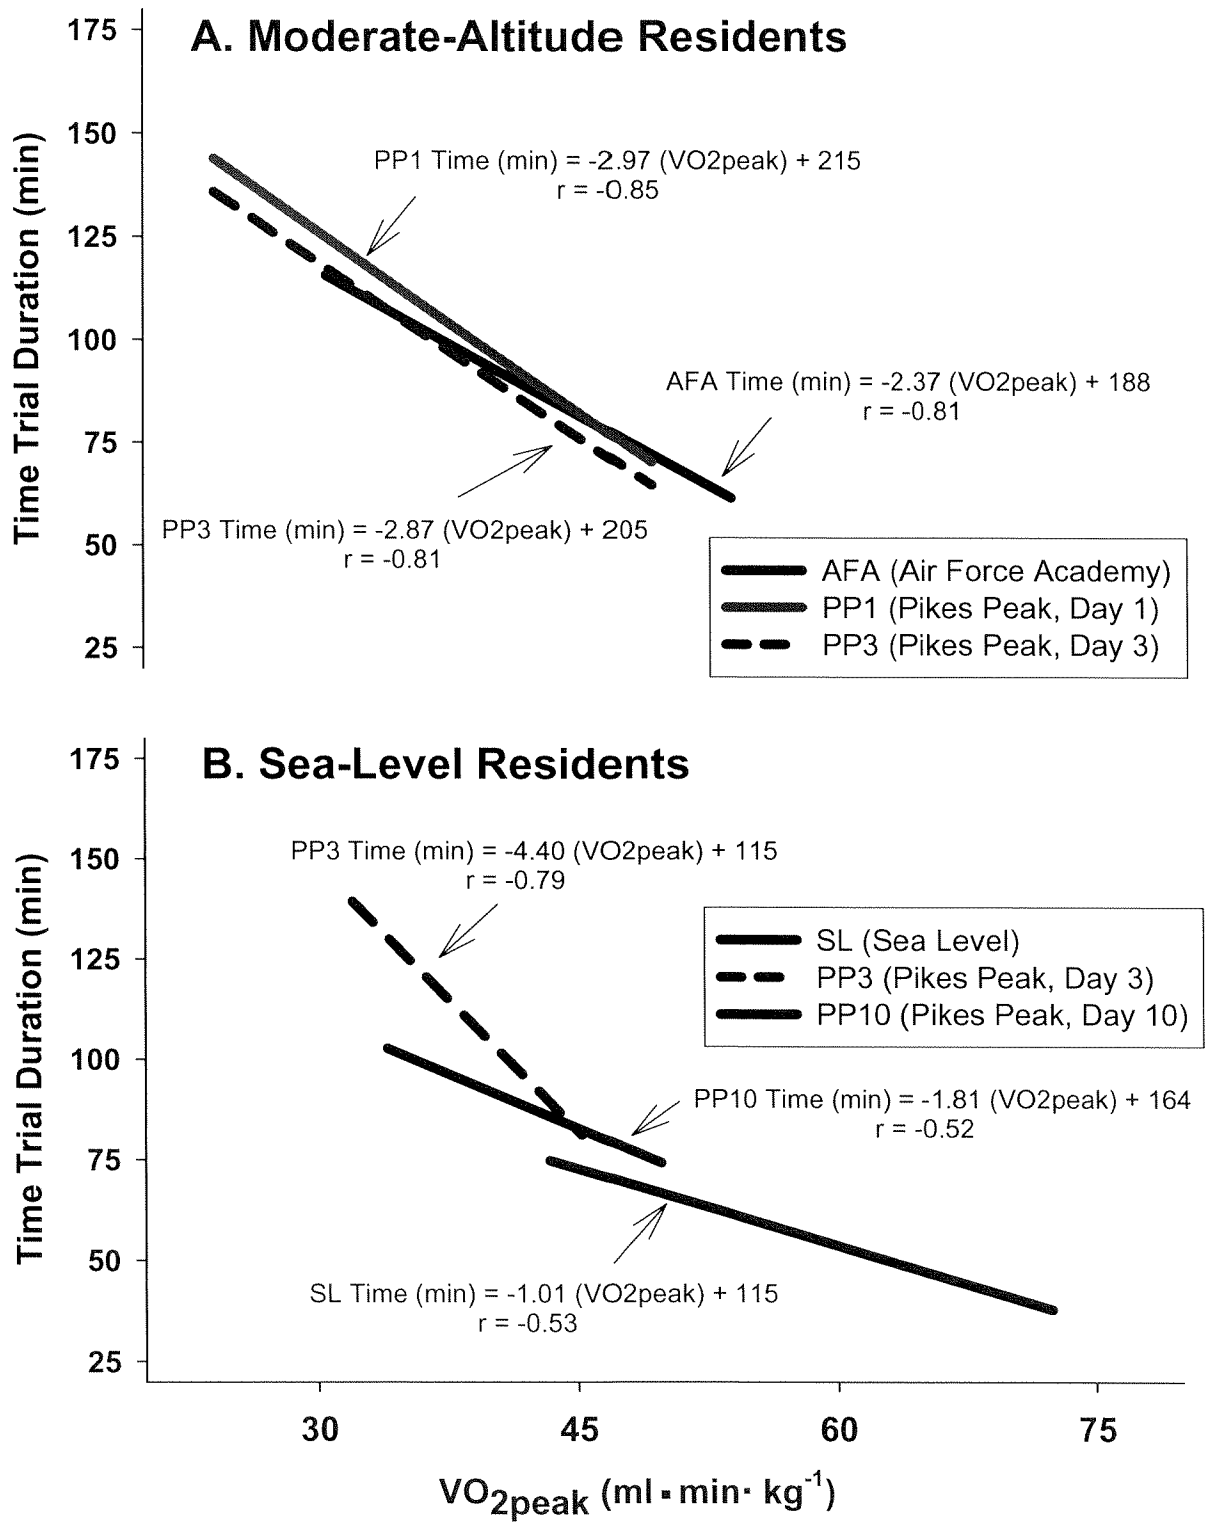 A. Moderate-Altitude Residents
175
150
125
100
75
50
25
Time Trial Duration (min)
PP1 Time (min) = -2.97 (VO2peak) + 215
r = -0.85
AFA Time (min) = -2.37 (VO2peak) + 188
r = -0.81
PP3 Time (min) = -2.87 (VO2peak) + 205
r = -0.81
AFA (Air Force Academy)
PP1 (Pikes Peak, Day 1)
PP3 (Pikes Peak, Day 3)
B. Sea-Level Residents
175
150
125
100
75
50
25
Time Trial Duration (min)
PP3 Time (min) = -4.40 (VO2peak) + 115
r = -0.79
SL (Sea Level)
PP3 (Pikes Peak, Day 3)
PP10 (Pikes Peak, Day 10)
PP10 Time (min) = -1.81 (VO2peak) + 164
r = -0.52
SL Time (min) = -1.01 (VO2peak) + 115
r = -0.53
30 45 60 75
VO2peak (ml▪min· kg-1)